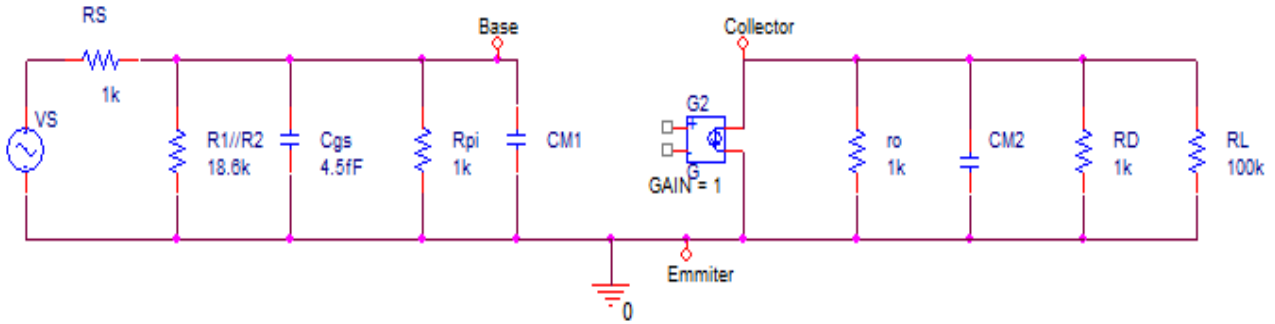 RS
1k
VS
R1//R2
18.6k
Cgs
4.5fF
Rpi
1k
Base
CM1
Collector
G2
+
-
G
GAIN = 1
ro
1k
CM2
RD
1k
RL
100k
Emmiter
0